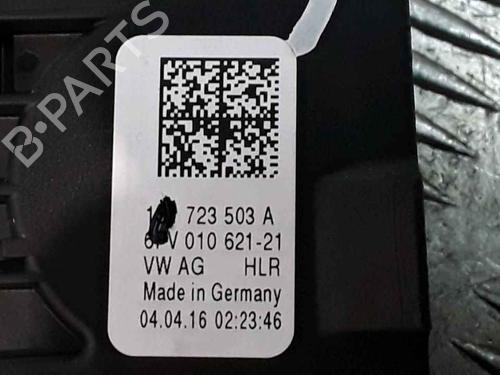 B-PARTS
723 503 A
V 010 621-21
VW AG HLR
Made in Germany
04.04.16 02:23:46